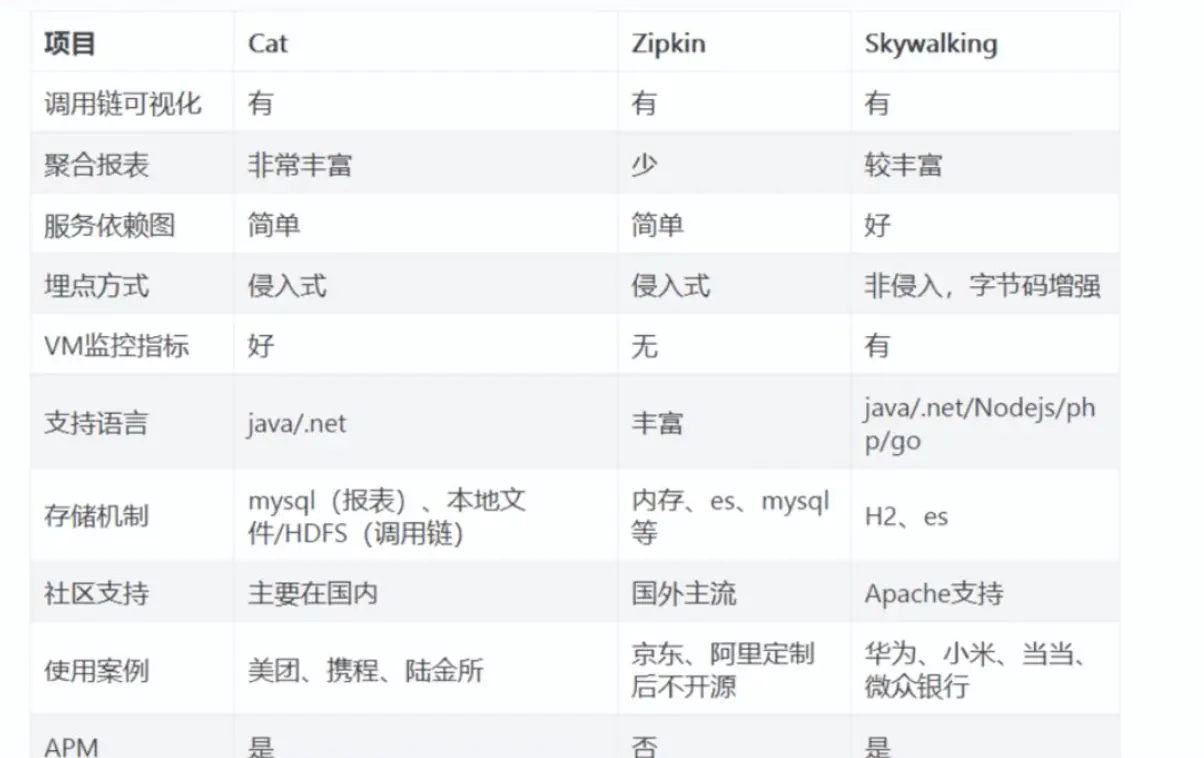 项目 Cat Zipkin Skywalking
调用链可视化 有 有 有
聚合报表 非常丰富 少 较丰富
服务依赖图 简单 简单 好
埋点方式 侵入式 侵入式 非侵入，字节码增强
VM监控指标 好 无 有
支持语言 java/.net 丰富 java/.net/Nodejs/ph
p/go
存储机制 mysql（报表）、本地文
件/HDFS（调用链） 内存、es、mysql
等 H2、es
社区支持 主要在国内 国外主流 Apache支持
使用案例 美团、携程、陆金所 京东、阿里定制
后不开源 华为、小米、当当、
微众银行
APM 是 否 是